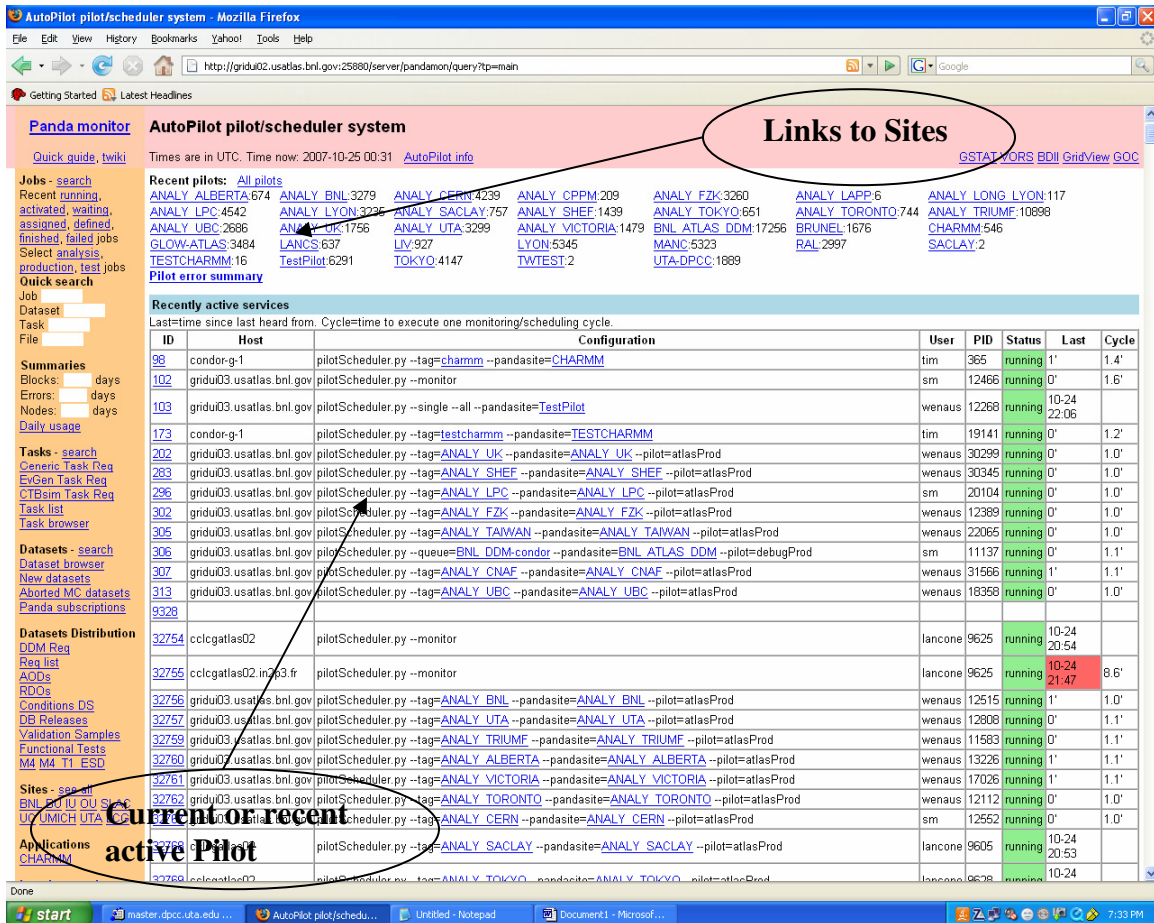 AutoPilot pilot/scheduler system - Mozilla Firefox
File Edit View History Bookmarks Yahoo! Tools Help
http://gridui02.usatlas.bnl.gov:25880/server/pandamon/query?tp=main
G Google
Getting Started Latest Headlines
Panda monitor
Quick guide, twiki
AutoPilot pilot/scheduler system
Times are in UTC. Time now: 2007-10-25 00:31 AutoPilot info
GSTAT VORS BDII GridView GOC
Links to Sites
Jobs - search
Recent running,
activated, waiting,
assigned, defined,
finished, failed jobs
Select analysis,
production, test jobs
Quick search
Job
Dataset
Task
File
Summaries
Blocks: days
Errors: days
Nodes: days
Daily usage
Tasks - search
Generic Task Req
EvGen Task Req
CTBsim Task Req
Task list
Task browser
Datasets - search
Dataset browser
New datasets
Aborted MC datasets
Panda subscriptions
Datasets Distribution
DDM Req
Req list
AODs
RDOs
Conditions DS
DB Releases
Validation Samples
Functional Tests
M4 M4 T1 ESD
Sites - see all
BNL BU IU OU SLAC
UC UMICH UTA
Applications
CHARMM
Recent pilots: All pilots
ANALY_ALBERTA:674 ANALY_BNL:3279 ANALY_CERN:4239 ANALY_CPPM:209 ANALY_FZK:3260 ANALY_LAPP:6 ANALY_LONG_LYON:117
ANALY_LPC:4542 ANALY_LYON:3235 ANALY_SACLAY:757 ANALY_SHEF:1439 ANALY_TOKYO:651 ANALY_TORONTO:744 ANALY_TRIUMF:10898
ANALY_UBC:2686 ANALY_UK:1756 ANALY_UTA:3299 ANALY_VICTORIA:1479 BNL_ATLAS_DDM:17256 BRUNEL:1676 CHARMM:546
GLOW-ATLAS:3484 LANCS:637 LIV:927 LYON:5345 MANC:5323 RAL:2997 SACLAY:2
TESTCHARMM:16 TestPilot:6291 TOKYO:4147 TWTEST:2 UTA-DPCC:1889
Pilot error summary
Recently active services
Last=time since last heard from. Cycle=time to execute one monitoring/scheduling cycle.
ID Host Configuration User PID Status Last Cycle
98 condor-g-1 pilotScheduler.py --tag=charmm --pandasite=CHARMM tim 365 running 1' 1.4'
102 gridui03.usatlas.bnl.gov pilotScheduler.py --monitor sm 12466 running 0' 1.6'
103 gridui03.usatlas.bnl.gov pilotScheduler.py --single --all --pandasite=TestPilot wenaus 12268 running 10-24 22:06
173 condor-g-1 pilotScheduler.py --tag=testcharmm --pandasite=TESTCHARMM tim 19141 running 0' 1.2'
202 gridui03.usatlas.bnl.gov pilotScheduler.py --tag=ANALY_UK --pandasite=ANALY_UK --pilot=atlasProd wenaus 30299 running 0' 1.0'
283 gridui03.usatlas.bnl.gov pilotScheduler.py --tag=ANALY_SHEF --pandasite=ANALY_SHEF --pilot=atlasProd wenaus 30345 running 0' 1.0'
296 gridui03.usatlas.bnl.gov pilotScheduler.py --tag=ANALY_LPC --pandasite=ANALY_LPC --pilot=atlasProd sm 20104 running 0' 1.0'
302 gridui03.usatlas.bnl.gov pilotScheduler.py --tag=ANALY_FZK --pandasite=ANALY_FZK --pilot=atlasProd wenaus 12389 running 0' 1.0'
305 gridui03.usatlas.bnl.gov pilotScheduler.py --tag=ANALY_TAIWAN --pandasite=ANALY_TAIWAN --pilot=atlasProd wenaus 22065 running 0' 1.0'
306 gridui03.usatlas.bnl.gov pilotScheduler.py --queue=BNL_DDM-condor --pandasite=BNL_ATLAS_DDM --pilot=debugProd sm 11137 running 0' 1.1'
307 gridui03.usatlas.bnl.gov pilotScheduler.py --tag=ANALY_CNAF --pandasite=ANALY_CNAF --pilot=atlasProd wenaus 31566 running 1' 1.1'
313 gridui03.usatlas.bnl.gov pilotScheduler.py --tag=ANALY_UBC --pandasite=ANALY_UBC --pilot=atlasProd wenaus 18358 running 0' 1.0'
9328
32754 cclcgatlas02 pilotScheduler.py --monitor lancone 9625 running 10-24 20:54
32755 cclcgatlas02.in2p3.fr pilotScheduler.py --monitor lancone 9625 running 10-24 21:47 8.6'
32756 gridui03.usatlas.bnl.gov pilotScheduler.py --tag=ANALY_BNL --pandasite=ANALY_BNL --pilot=atlasProd wenaus 12515 running 1' 1.0'
32757 gridui03.usatlas.bnl.gov pilotScheduler.py --tag=ANALY_UTA --pandasite=ANALY_UTA --pilot=atlasProd wenaus 12808 running 0' 1.1'
32759 gridui03.usatlas.bnl.gov pilotScheduler.py --tag=ANALY_TRIUMF --pandasite=ANALY_TRIUMF --pilot=atlasProd wenaus 11583 running 0' 1.1'
32760 gridui03.usatlas.bnl.gov pilotScheduler.py --tag=ANALY_ALBERTA --pandasite=ANALY_ALBERTA --pilot=atlasProd wenaus 13226 running 1' 1.1'
32761 gridui03.usatlas.bnl.gov pilotScheduler.py --tag=ANALY_VICTORIA --pandasite=ANALY_VICTORIA --pilot=atlasProd wenaus 17026 running 1' 1.1'
32762 gridui03.usatlas.bnl.gov pilotScheduler.py --tag=ANALY_TORONTO --pandasite=ANALY_TORONTO --pilot=atlasProd wenaus 12112 running 0' 1.0'
pilotScheduler.py --tag=ANALY_CERN --pandasite=ANALY_CERN --pilot=atlasProd sm 12552 running 0' 1.0'
pilotScheduler.py --tag=ANALY_SACLAY --pandasite=ANALY_SACLAY --pilot=atlasProd lancone 9605 running 10-24 20:53
32769 cclcgatlas02 pilotScheduler.py --tag=ANALY_TOKYO --pandasite=ANALY_TOKYO --pilot=atlasProd lancone 9628 running 10-24
Current or recent
active Pilot
Done
start master.dpcc.uta.edu ... AutoPilot pilot/schedu... Untitled - Notepad Document1 - Microsof... 7:33 PM